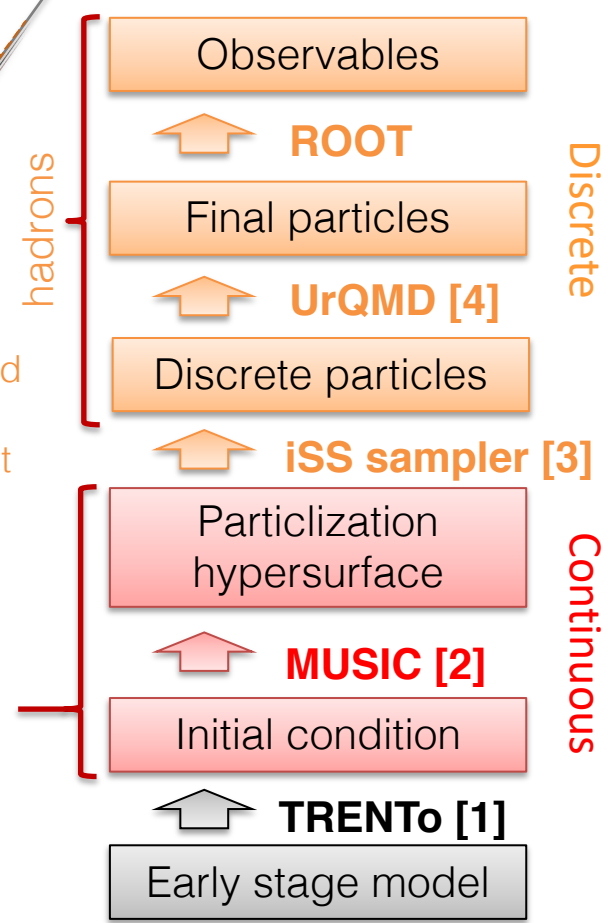 Observables
ROOT
Final particles
UrQMD [4]
Discrete particles
iSS sampler [3]
Particlization
hypersurface
MUSIC [2]
Initial condition
TRENTo [1]
Early stage model
hadrons
d
t
Discrete
Continuous